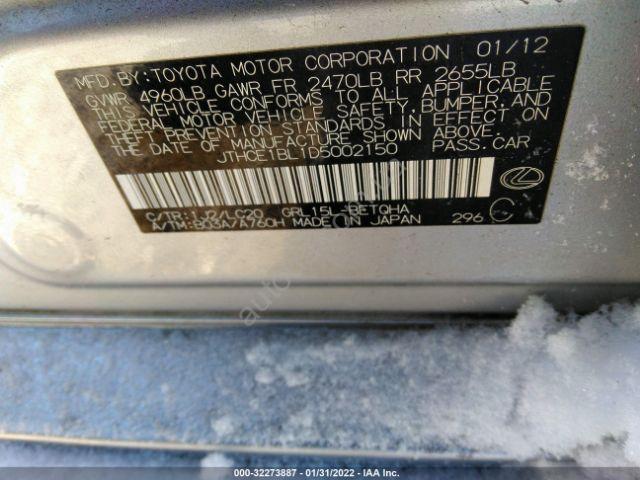 MFD. BY: TOYOTA MOTOR CORPORATION 01/12
GVWR 4960LB GAWR FR 2470LB RR 2655LB
THIS VEHICLE CONFORMS TO ALL APPLICABLE
FEDERAL MOTOR VEHICLE SAFETY, BUMPER, AND
THEFT PREVENTION STANDARDS IN EFFECT ON
THE DATE OF MANUFACTURE SHOWN ABOVE.
JTHCE1BL1D5002150 PASS. CAR
C/TR: 1J2/LC20 GRL15L-BETQHA
A/TM: B03A/A760H MADE IN JAPAN 296 C
000-32273887 - 01/31/2022 - IAA Inc.